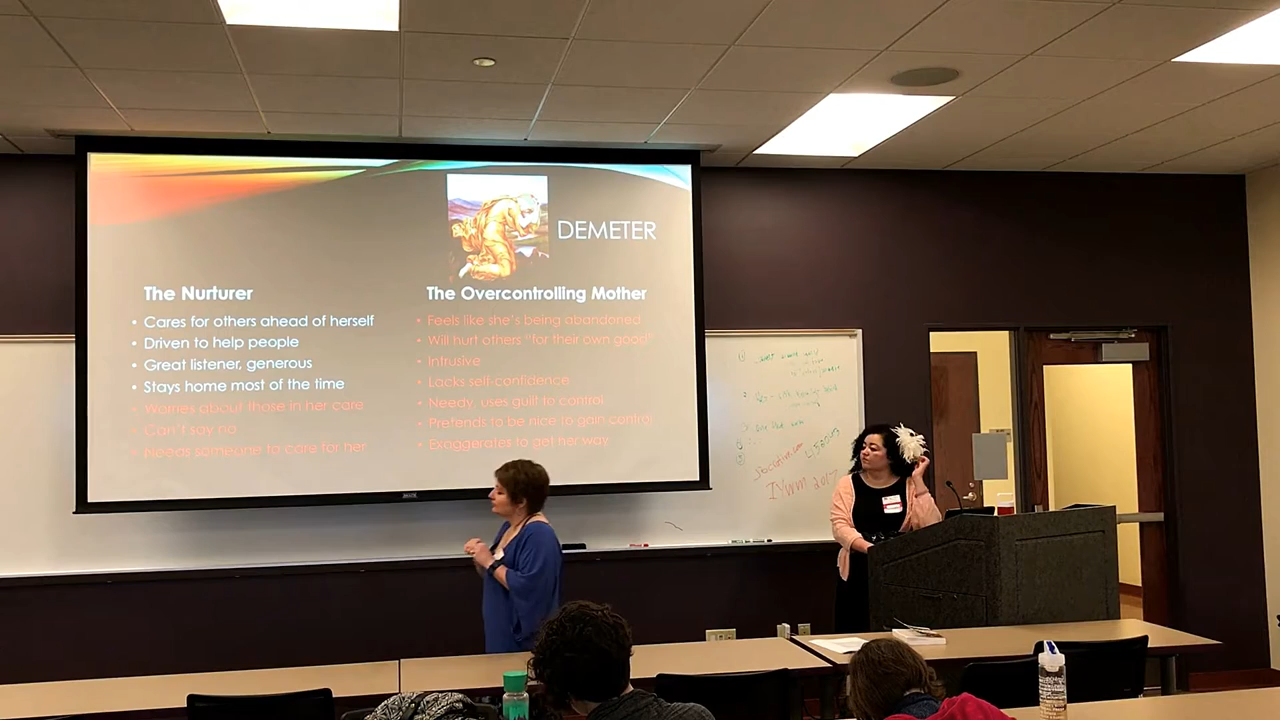 DEMETER
The Nurturer
• Cares for others ahead of herself
• Driven to help people
• Great listener, generous
• Stays home most of the time
• Worries about those in her care
• Can't say no
• Needs someone to care for her
The Overcontrolling Mother
• Feels like she's being abandoned
• Will hurt others "for their own good"
• Intrusive
• Lacks self-confidence
• Needy, uses guilt to control
• Pretends to be nice to gain control
• Exaggerates to get her way
IYWM 2017